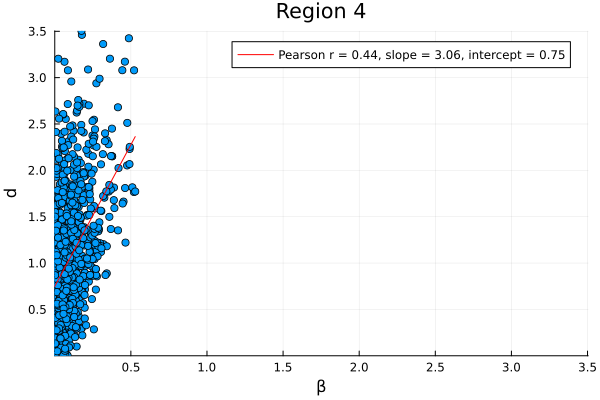 Region 4
Pearson r = 0.44, slope = 3.06, intercept = 0.75
3.5
3.0
2.5
2.0
1.5
1.0
0.5
d
0.5 1.0 1.5 2.0 2.5 3.0 3.5
β